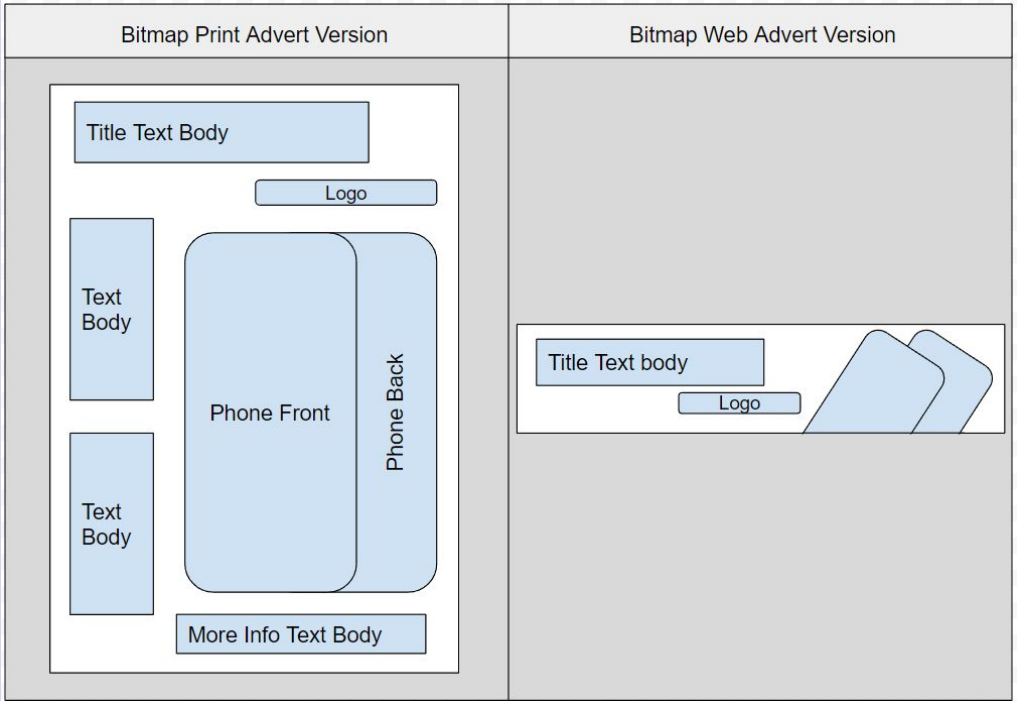 Bitmap Print Advert Version
Bitmap Web Advert Version
Title Text Body
Logo
Text
Body
Phone Front
Phone Back
Text
Body
More Info Text Body
Title Text body
Logo